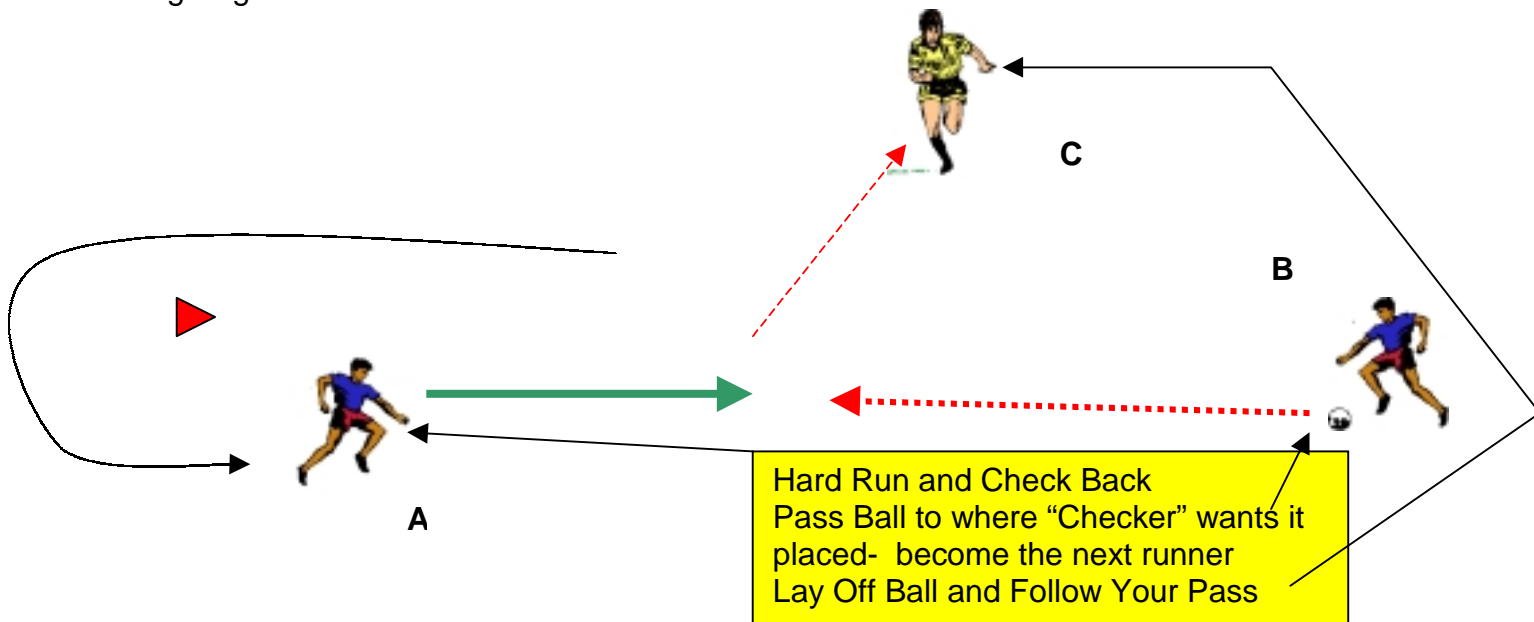 C
B
A
Hard Run and Check Back
Pass Ball to where “Checker” wants it
placed- become the next runner
Lay Off Ball and Follow Your Pass